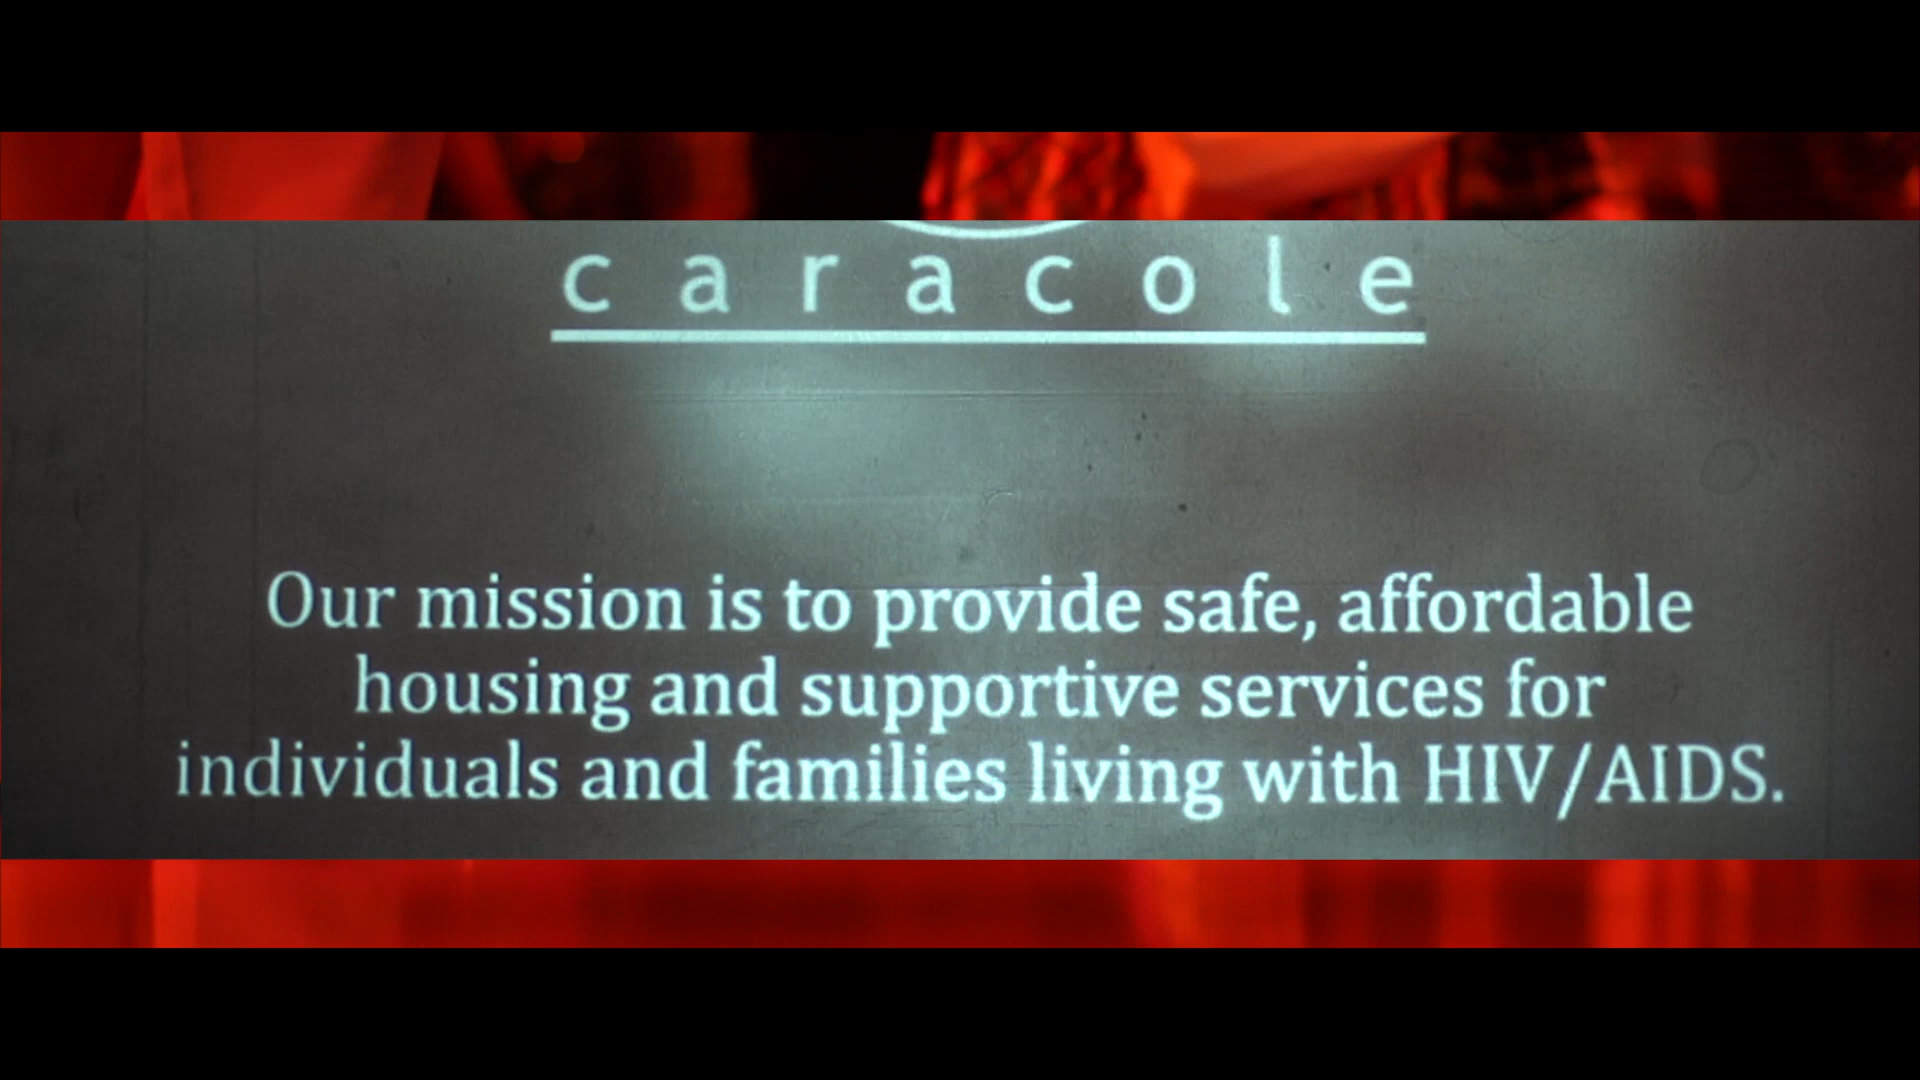 caracole
Our mission is to provide safe, affordable
housing and supportive services for
individuals and families living with HIV/AIDS.